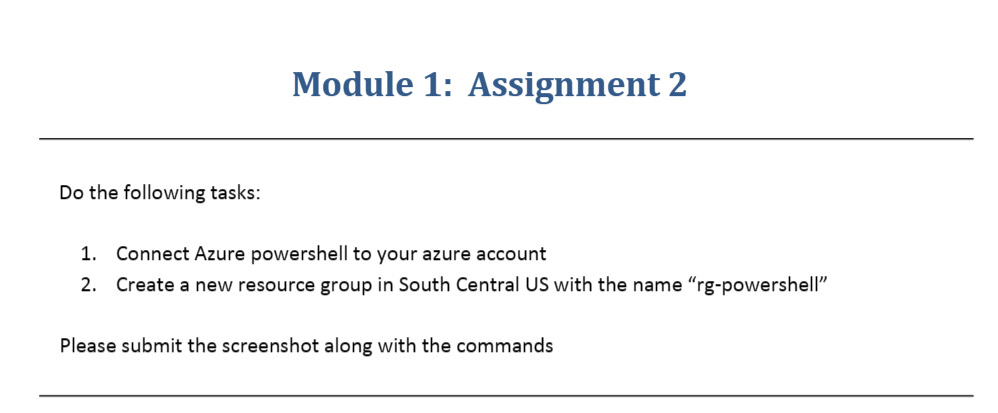 Module 1:  Assignment 2
Do the following tasks:
1. Connect Azure powershell to your azure account
2. Create a new resource group in South Central US with the name “rg-powershell”
Please submit the screenshot along with the commands